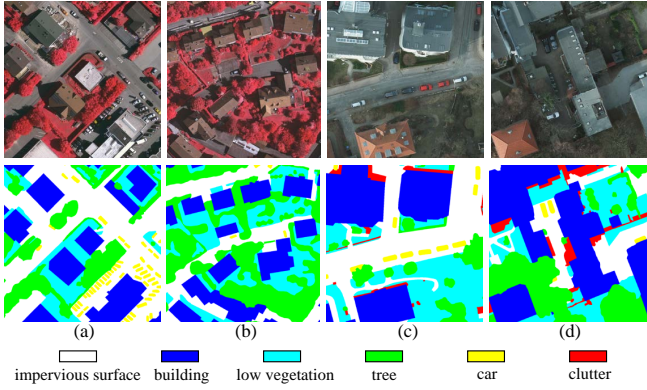 (a) (b) (c) (d)
impervious surface building low vegetation tree car clutter